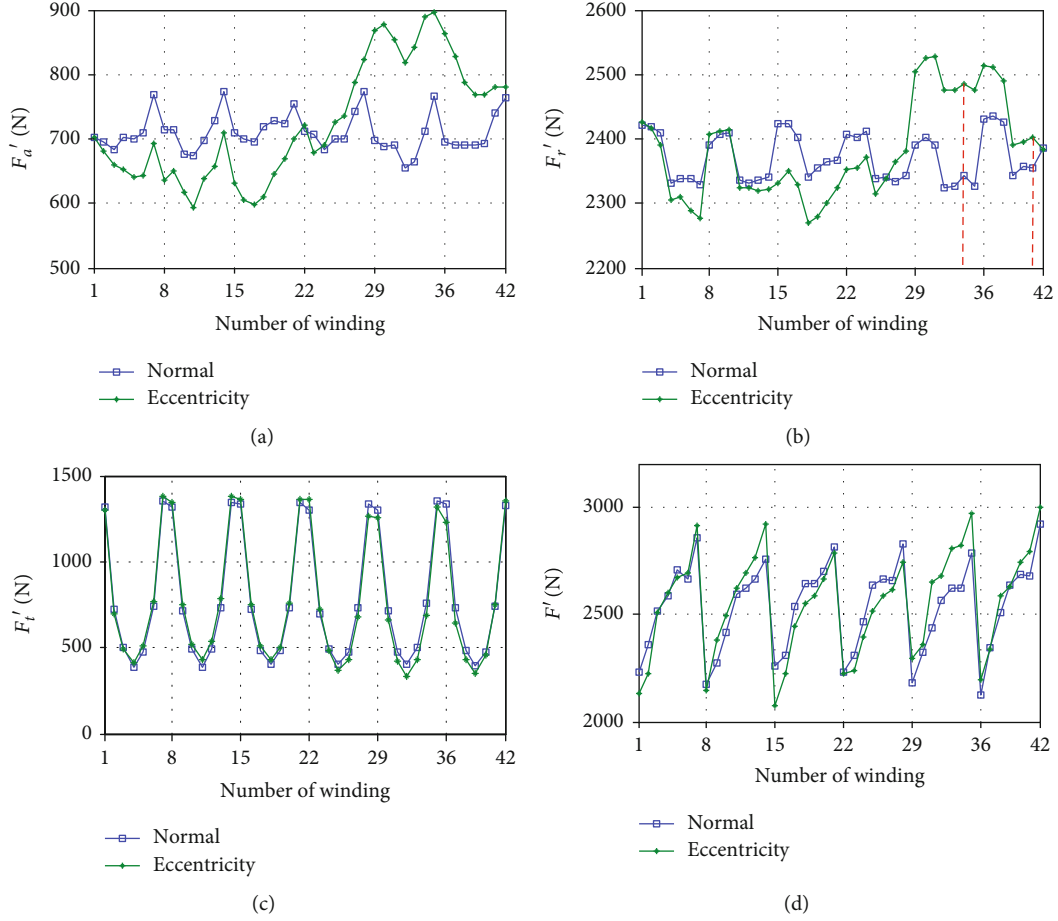 900
800
700
600
500
Fa′ (N)
1 8 15 22 29 36 42
Number of winding
Normal
Eccentricity
(a)
2600
2500
2400
2300
2200
Fr′ (N)
1 8 15 22 29 36 42
Number of winding
Normal
Eccentricity
(b)
1500
1000
500
0
Ft′ (N)
1 8 15 22 29 36 42
Number of winding
Normal
Eccentricity
(c)
3000
2500
2000
F′ (N)
1 8 15 22 29 36 42
Number of winding
Normal
Eccentricity
(d)